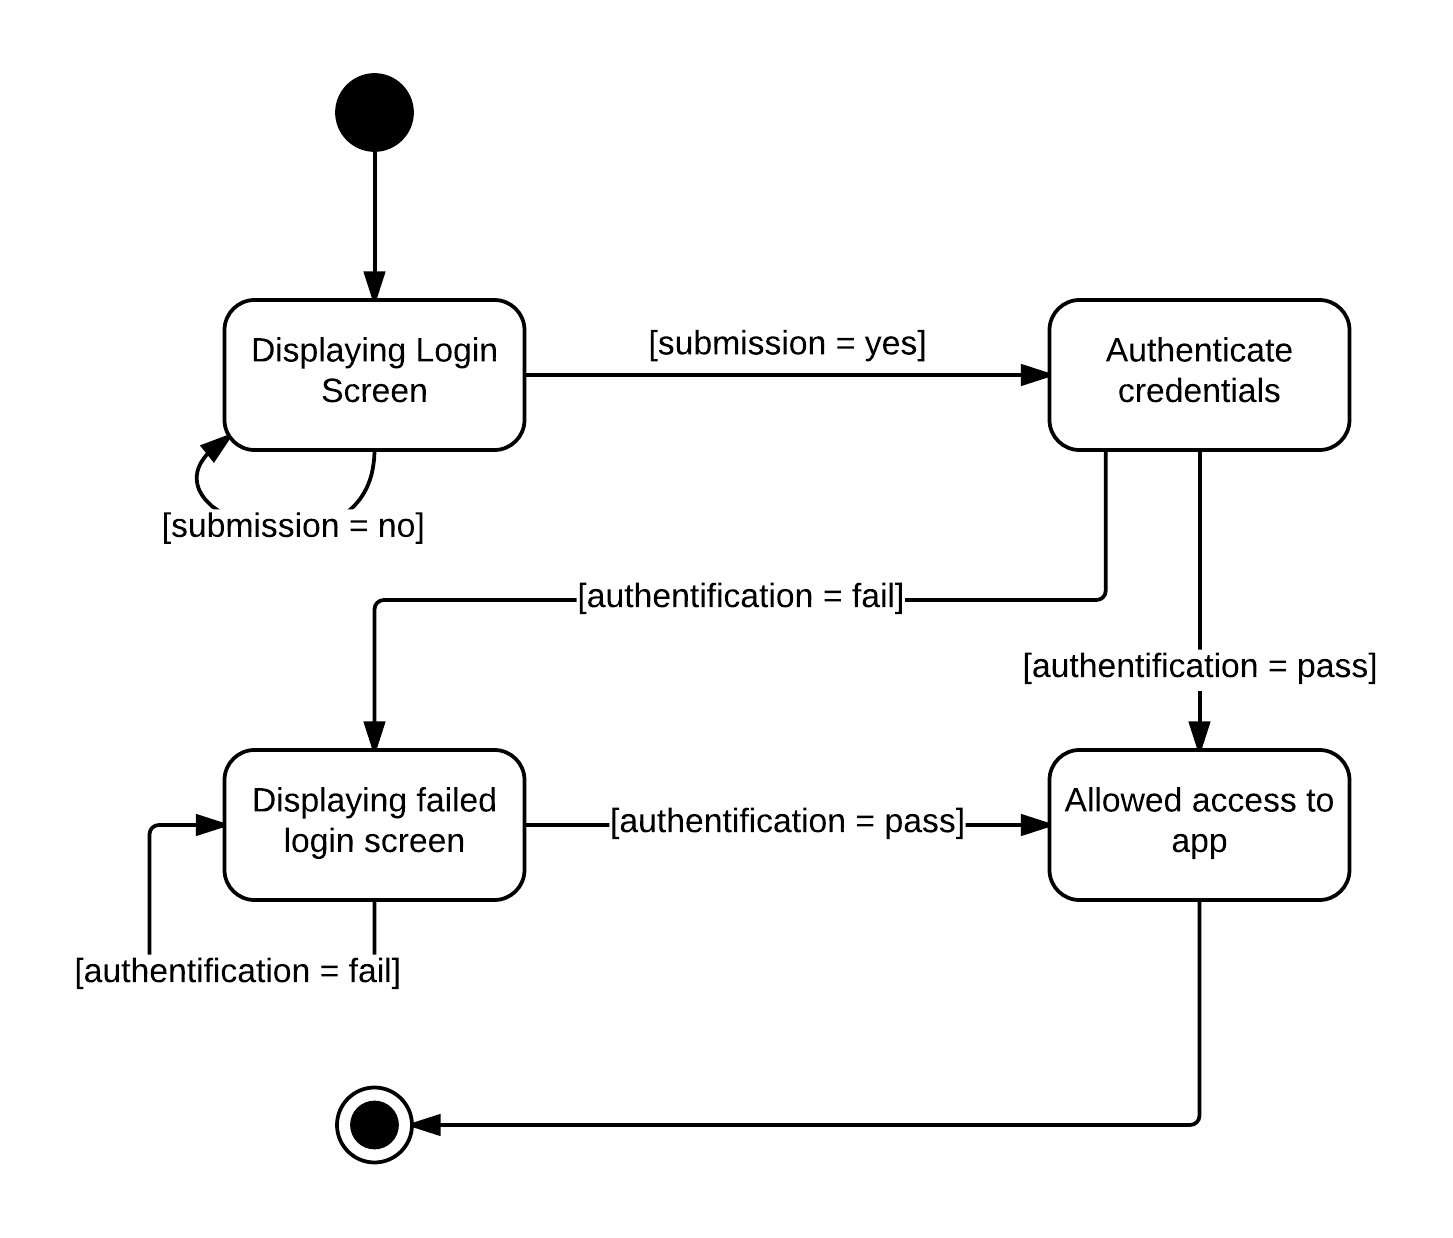 Displaying Login
Screen
[submission = yes]
Authenticate
credentials
[submission = no]
[authentification = fail]
[authentification = pass]
Displaying failed
login screen
[authentification = pass]
Allowed access to
app
[authentification = fail]